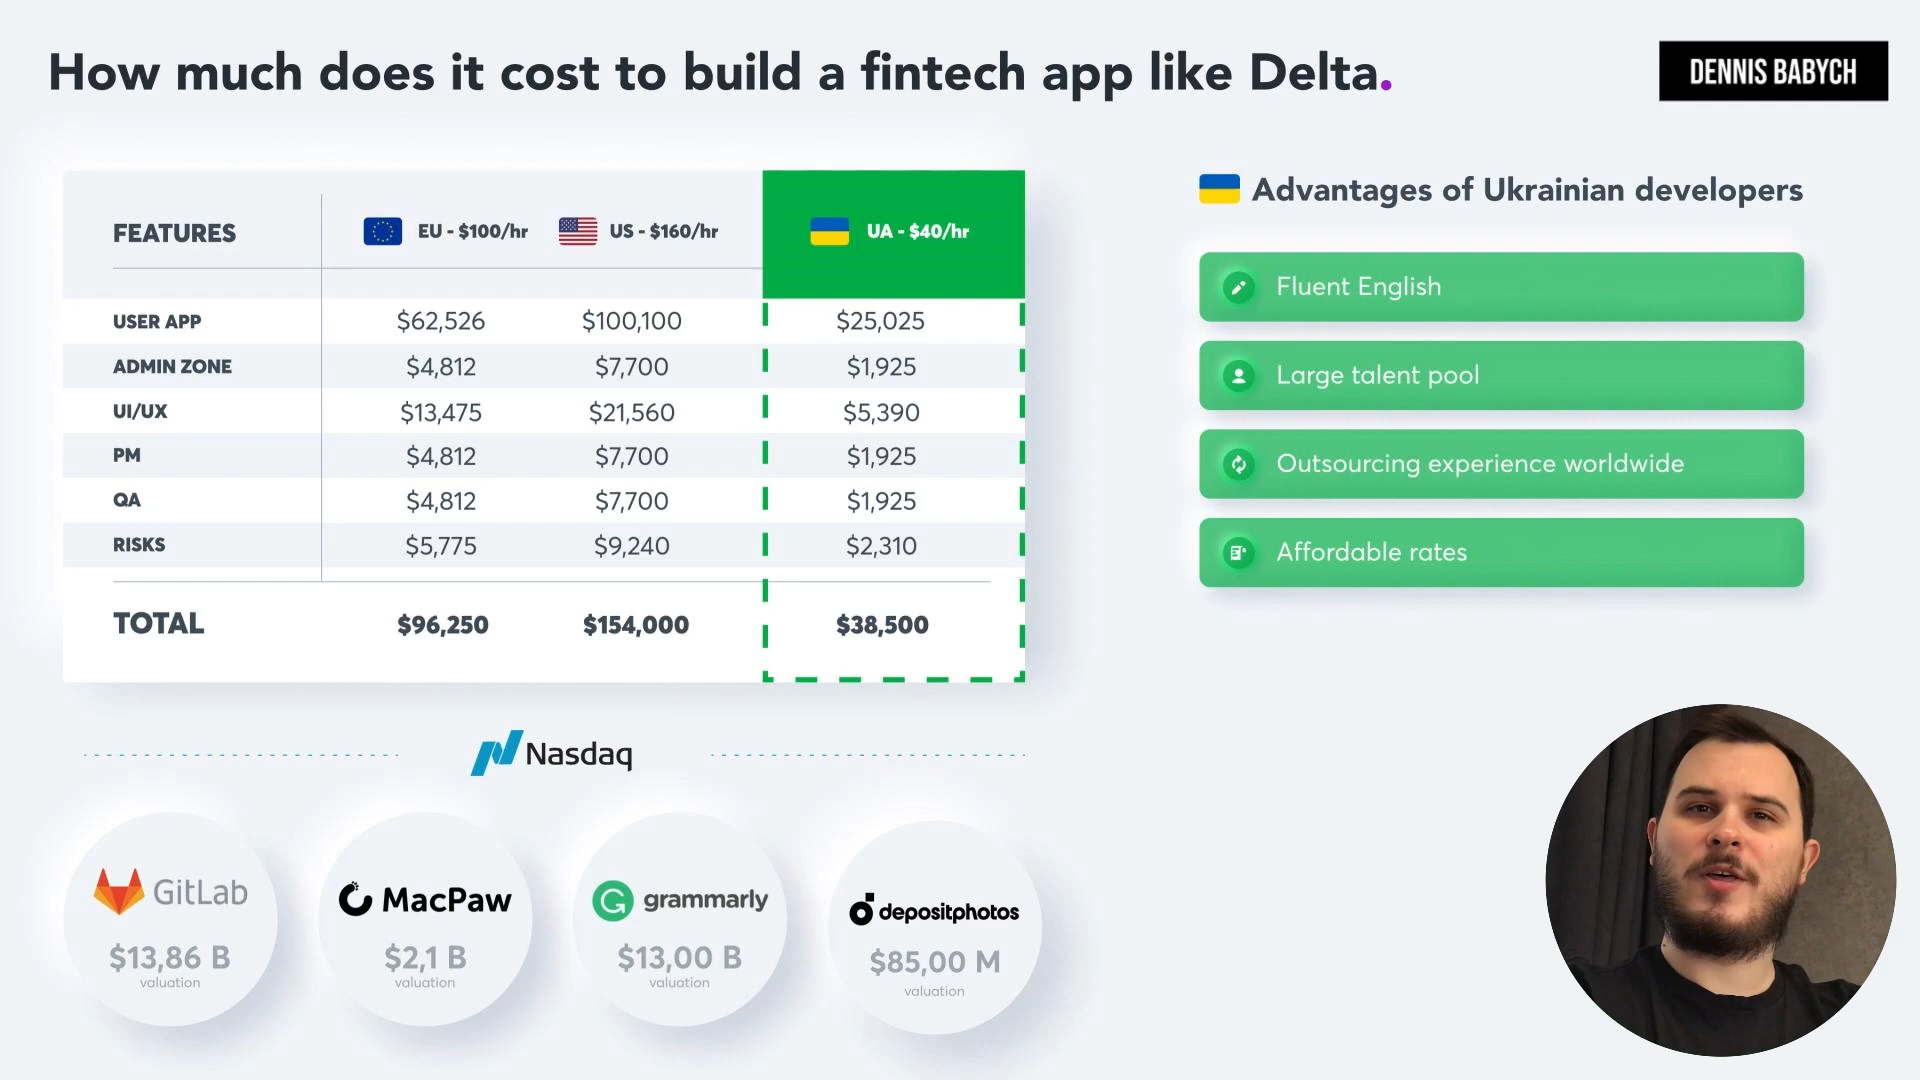 How much does it cost to build a fintech app like Delta.
DENNIS BABYCH
FEATURES EU - $100/hr US - $160/hr UA - $40/hr
USER APP $62,526 $100,100 $25,025
ADMIN ZONE $4,812 $7,700 $1,925
UI/UX $13,475 $21,560 $5,390
PM $4,812 $7,700 $1,925
QA $4,812 $7,700 $1,925
RISKS $5,775 $9,240 $2,310
TOTAL $96,250 $154,000 $38,500
Advantages of Ukrainian developers
Fluent English
Large talent pool
Outsourcing experience worldwide
Affordable rates
Nasdaq
GitLab
$13,86 B
valuation
MacPaw
$2,1 B
valuation
grammarly
$13,00 B
valuation
depositphotos
$85,00 M
valuation